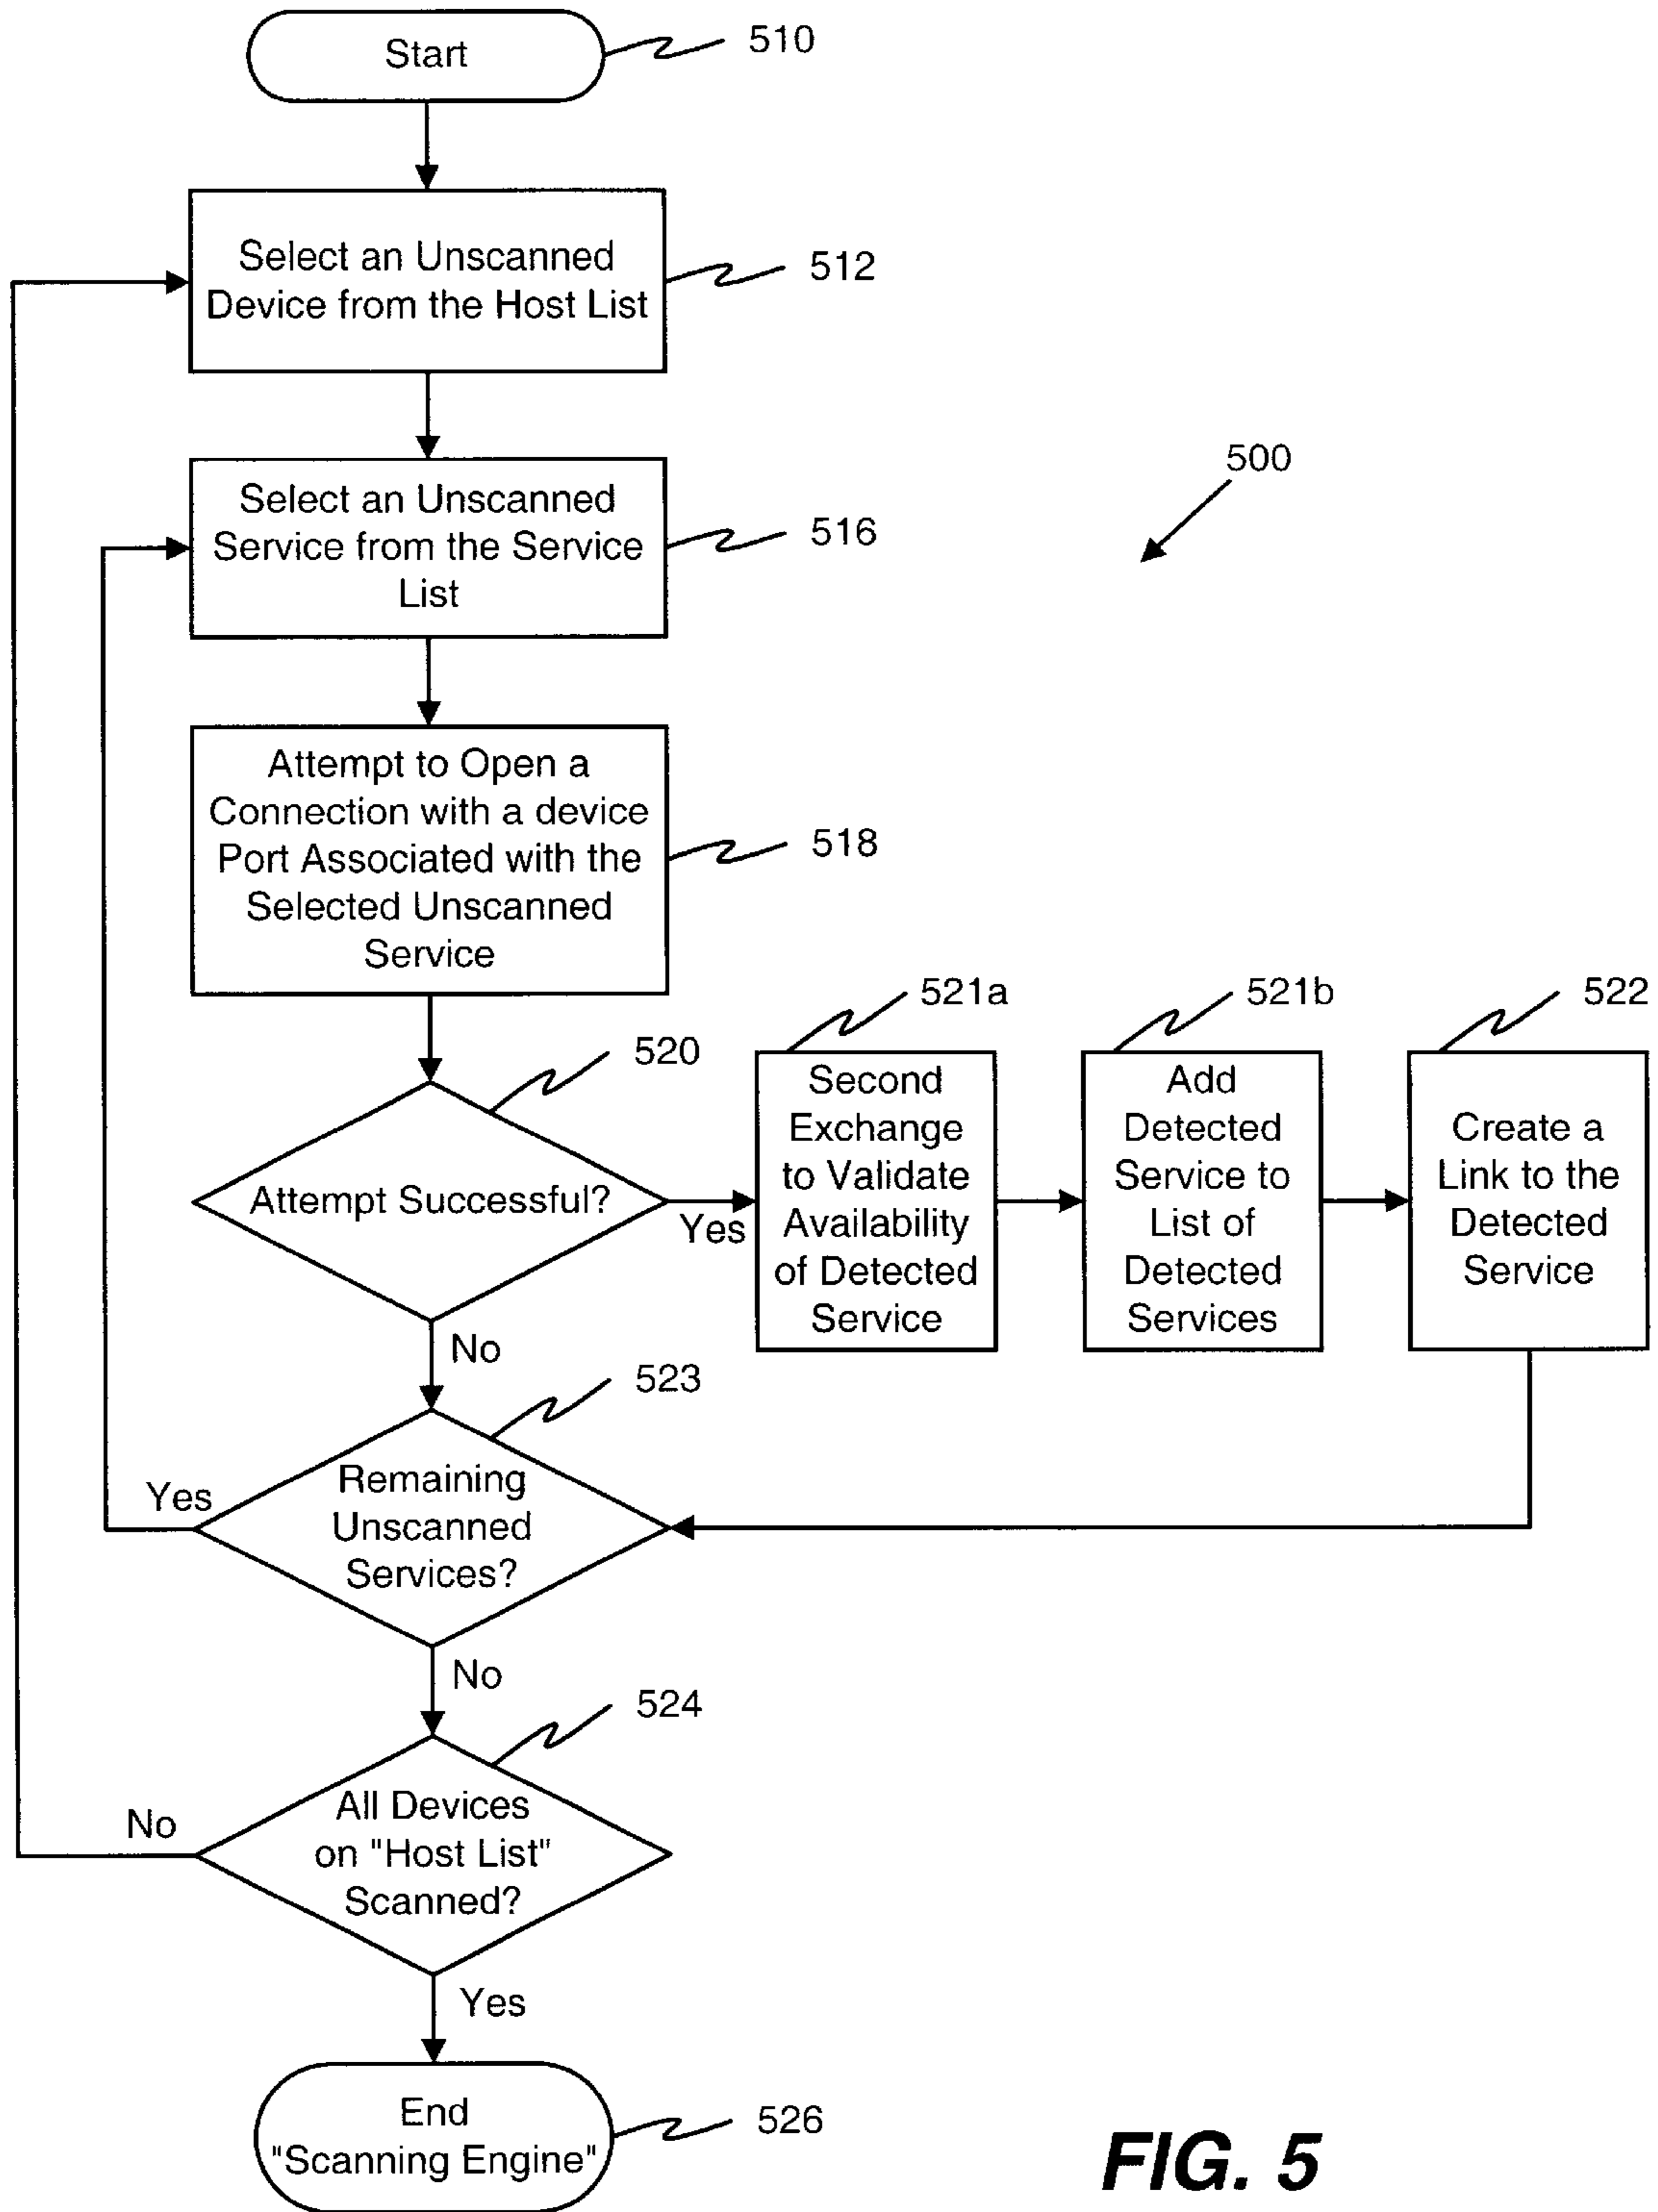 Start
510
Select an Unscanned
Device from the Host List
512
500
Select an Unscanned
Service from the Service
List
516
Attempt to Open a
Connection with a device
Port Associated with the
Selected Unscanned
Service
518
520
Attempt Successful?
Yes
No
521a
Second
Exchange
to Validate
Availability
of Detected
Service
521b
Add
Detected
Service to
List of
Detected
Services
522
Create a
Link to the
Detected
Service
523
Remaining
Unscanned
Services?
Yes
No
524
All Devices
on "Host List"
Scanned?
No
Yes
End
"Scanning Engine"
526
FIG. 5